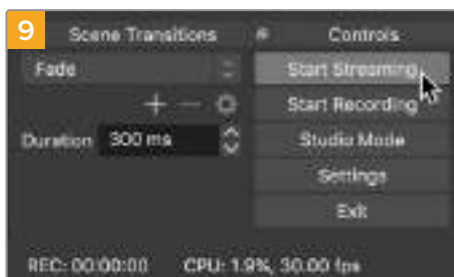 9
Scene Transitions
Controls
Fade
Start Streaming
Start Recording
Duration 300 ms
Studio Mode
Settings
Exit
REC: 00:00:00 CPU: 1.9%, 30.00 fps